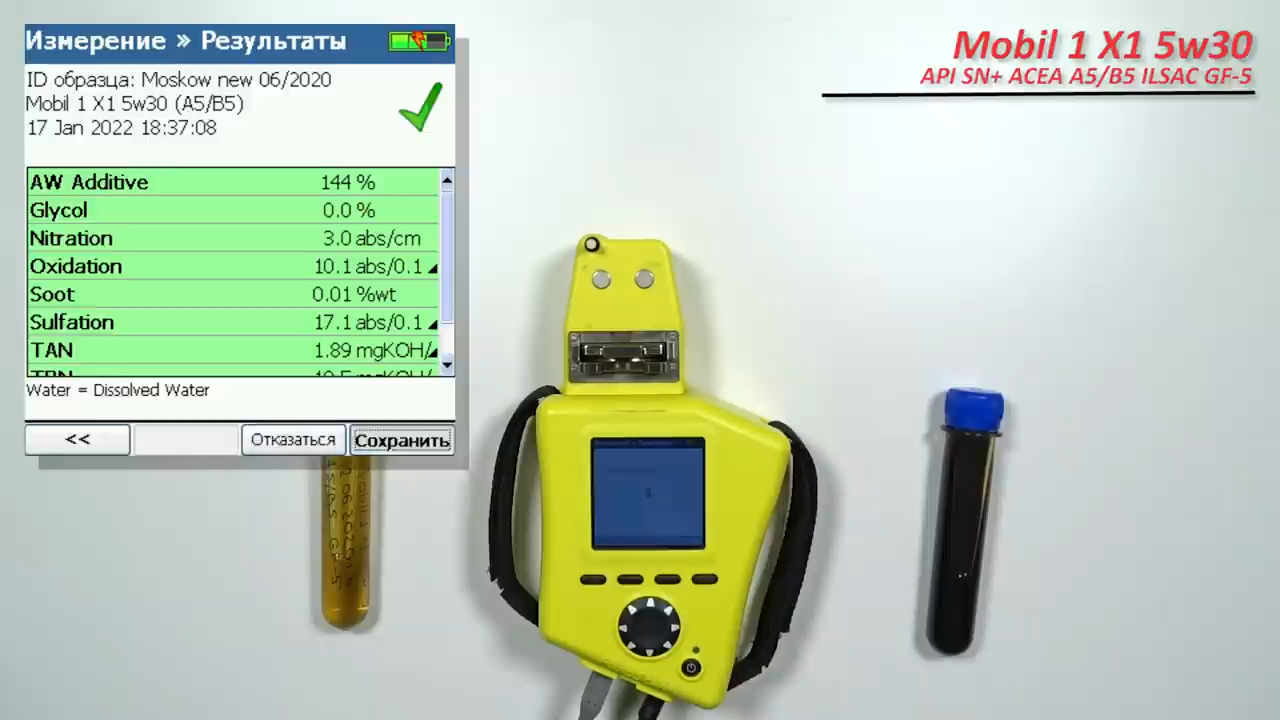 Измерение » Результаты
ID образца: Moskow new 06/2020
Mobil 1 X1 5w30 (A5/B5)
17 Jan 2022 18:37:08
AW Additive 144 %
Glycol 0.0 %
Nitration 3.0 abs/cm
Oxidation 10.1 abs/0.1
Soot 0.01 %wt
Sulfation 17.1 abs/0.1
TAN 1.89 mgKOH/
Water = Dissolved Water
<<
Отказаться
Сохранить
Mobil 1 X1 5w30
API SN+ ACEA A5/B5 ILSAC GF-5